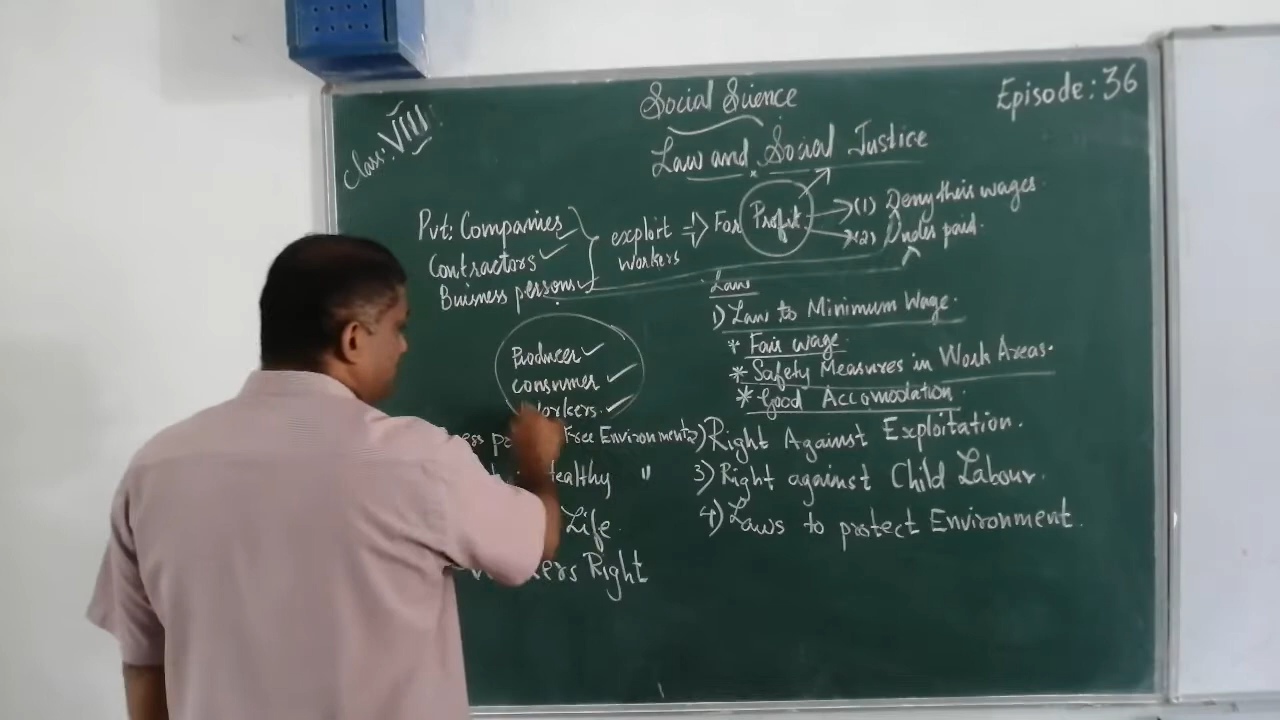 Social Science
Episode: 36
Class: VIII
Law and Social Justice
Pvt: Companies
Contractors
Buisness persons
exploit
workers
For Profit
(1) Deny their wages
(2) Under paid.
Law
1) Law to Minimum Wage.
* Fair wage.
* Safety Measures in Work Areas.
* Good Accomodation
Producer
consumer
workers.
Free Environment
Healthy "
Life.
Right
2) Right Against Exploitation.
3) Right against Child Labour.
4) Laws to protect Environment.